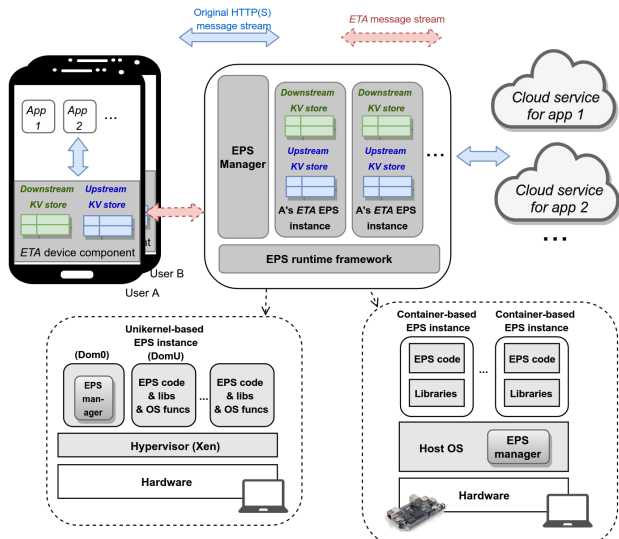 Original HTTP(S)
message stream
ETA message stream
App
1
App
2
...
Downstream
KV store
Upstream
KV store
ETA device component
nt
User B
User A
EPS
Manager
Downstream
KV store
Upstream
KV store
A's ETA EPS
instance
Downstream
KV store
Upstream
KV store
A's ETA EPS
instance
...
EPS runtime framework
Cloud service
for app 1
Cloud service
for app 2
...
Unikernel-based
EPS instance
(DomU)
(Dom0)
EPS
man-
ager
EPS code
& libs
& OS funcs
...
EPS code
& libs
& OS funcs
Hypervisor (Xen)
Hardware
Container-based
EPS instance
Container-based
EPS instance
EPS code
Libraries
...
EPS code
Libraries
Host OS
EPS
manager
Hardware